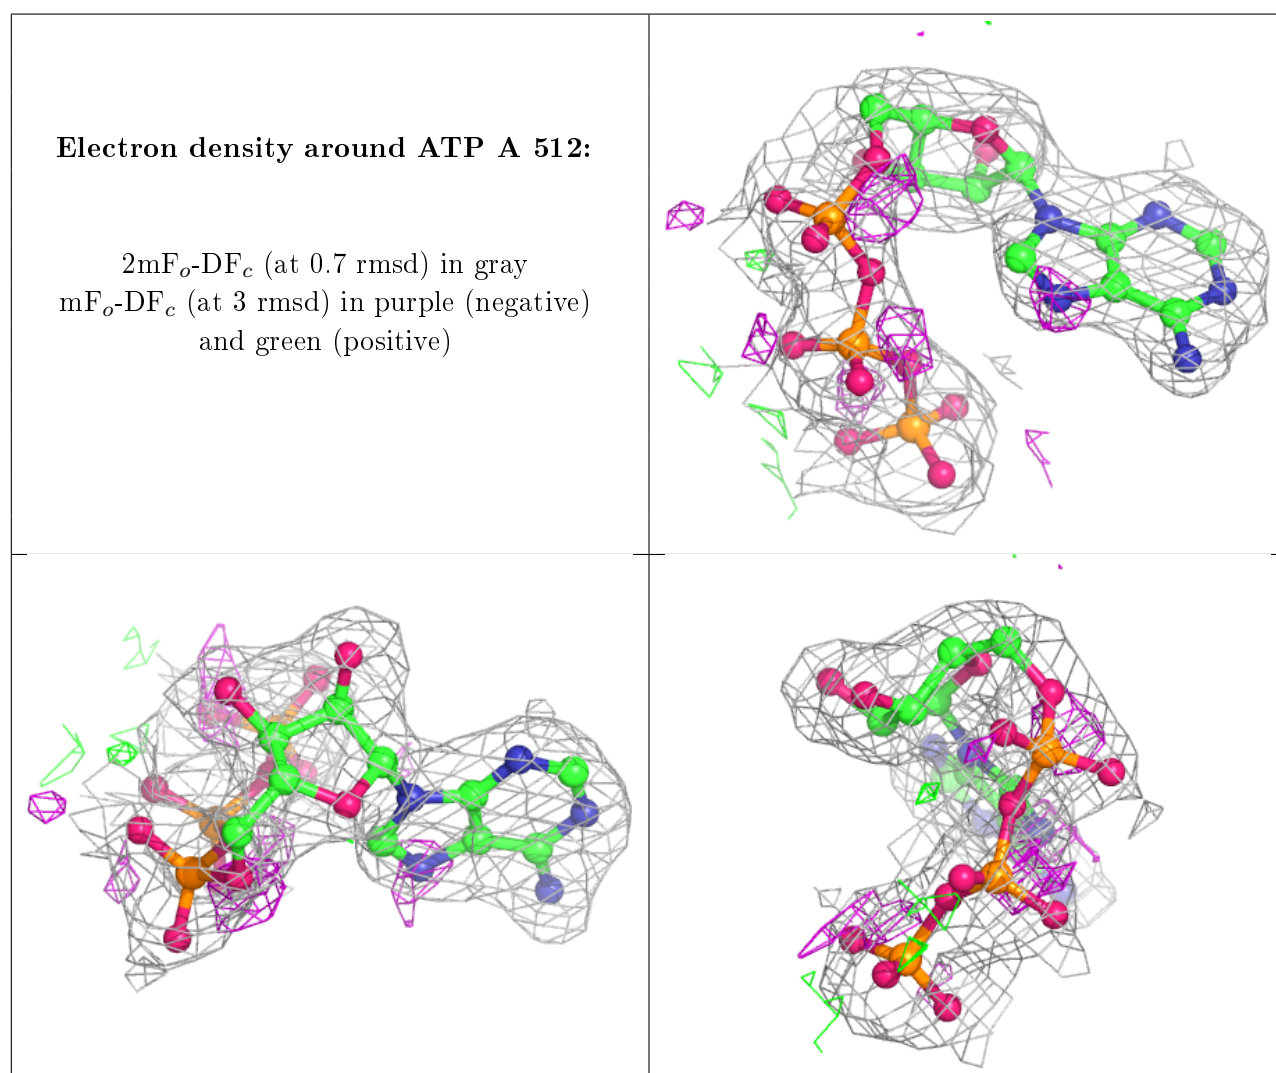 Electron density around ATP A 512:
2mFₒ-DF𝒸 (at 0.7 rmsd) in gray
mFₒ-DF𝒸 (at 3 rmsd) in purple (negative)
and green (positive)